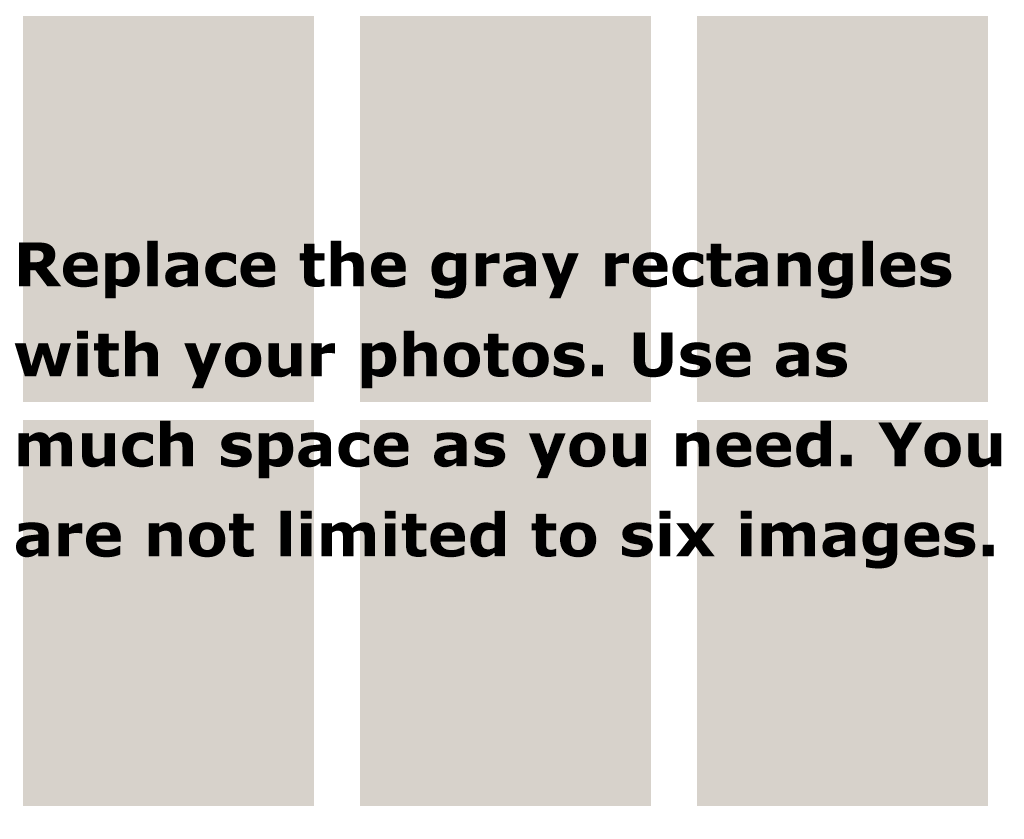 Replace the gray rectangles
with your photos. Use as
much space as you need. You
are not limited to six images.